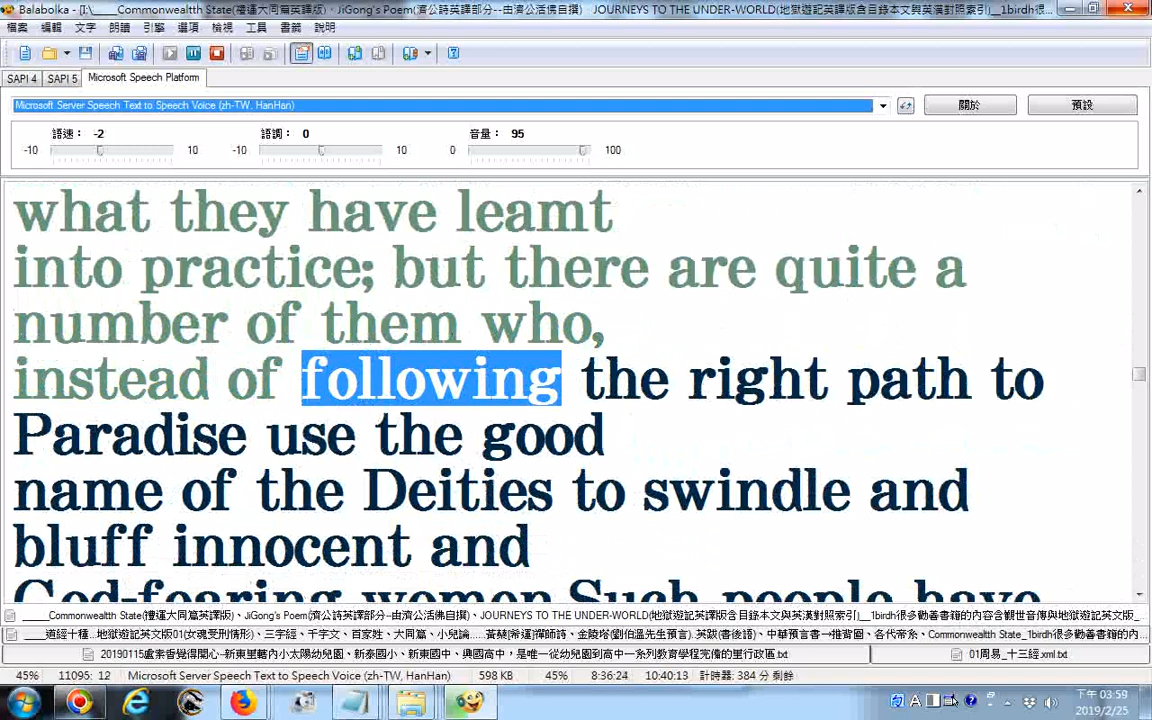 Balabolka - [I:\____Commonwealth State(禮運大同篇英譯版)、JiGong's Poem(濟公詩英譯部分--由濟公活佛自撰) 、JOURNEYS TO THE UNDER-WORLD(地獄遊記英譯版含目錄本文與英漢對照索引)__1birdh很...
檔案 編輯 文字 朗讀 引擎 選項 檢視 工具 書籤 說明
SAPI 4 SAPI 5 Microsoft Speech Platform
Microsoft Server Speech Text to Speech Voice (zh-TW, HanHan) 關於 預設
語速： -2 語調： 0 音量： 95
-10 10 -10 10 0 100
what they have leamt
into practice; but there are quite a
number of them who,
instead of following the right path to
Paradise use the good
name of the Deities to swindle and
bluff innocent and
God-fearing women Such people have
____Commonwealth State(禮運大同篇英譯版)、JiGong's Poem(濟公詩英譯部分--由濟公活佛自撰) 、JOURNEYS TO THE UNDER-WORLD(地獄遊記英譯版含目錄本文與英漢對照索引)__1birdh很多勸善書籍的內容含觀世音傳與地獄遊記英文版_
道經十種...地獄遊記英文版01(女魂受刑情形)、三字經、千字文、百家姓、大同篇、小兒論......黃蘗[希運]禪師詩、金陵塔(劉伯溫先生預言).英跋(書後語)、中華預言書一推背圖、各代帝系、Commonwealth State_1birdh很多勸善書籍的內...
20190115盧素香覺得開心--新東里轄內小太陽幼兒園、新泰國小、新東國中、興國高中，是唯一從幼兒園到高中一系列教育學程完備的里行政區.txt 01周易_十三經.xml.txt
45% 11095: 12 Microsoft Server Speech Text to Speech Voice (zh-TW, HanHan) 598 KB 45% 8:36:24 10:40:13 計時器： 384 分 剩餘
下午 03:59
2019/2/25